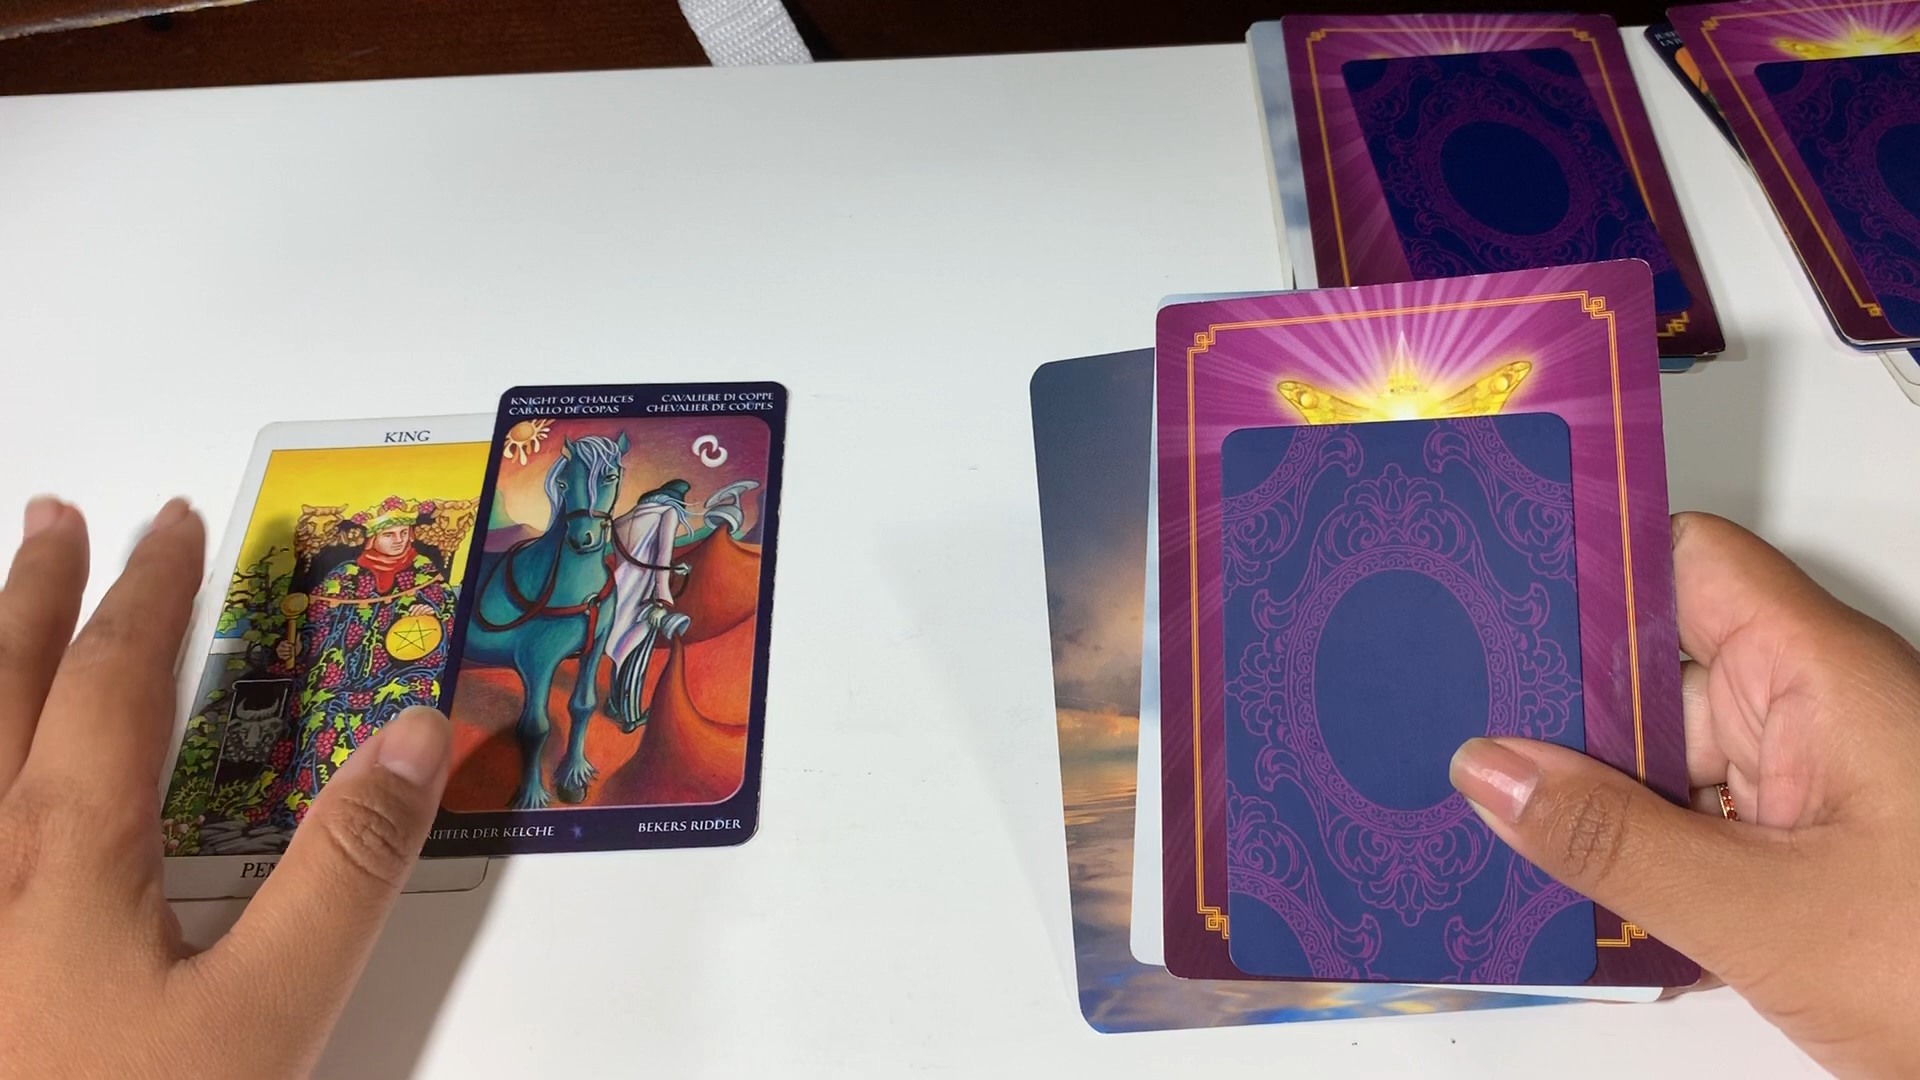 KING
PEN
KNIGHT OF CHALICES
CABALLO DE COPAS
CAVALIERE DI COPPE
CHEVALIER DE COUPES
RITTER DER KELCHE
BEKERS RIDDER